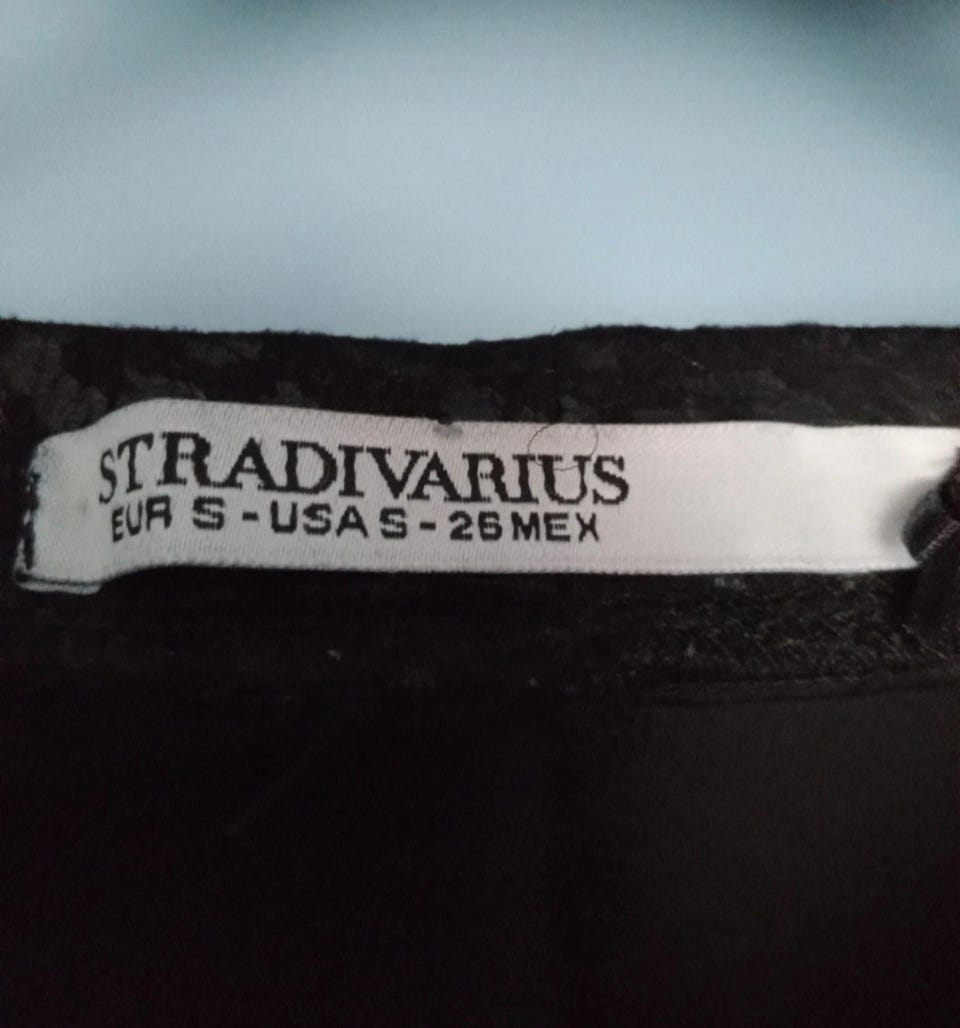 STRADIVARIUS
EUR S - USA S - 26 MEX